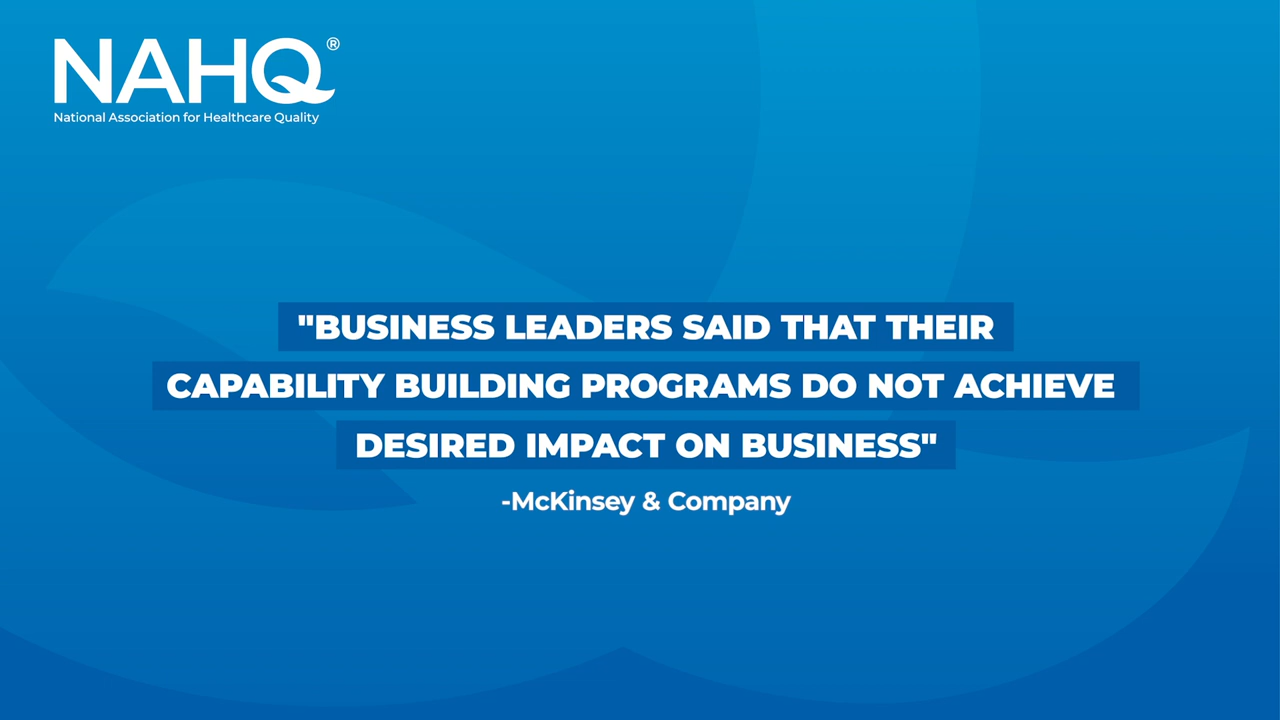 NAHQ®
National Association for Healthcare Quality
"BUSINESS LEADERS SAID THAT THEIR
CAPABILITY BUILDING PROGRAMS DO NOT ACHIEVE
DESIRED IMPACT ON BUSINESS"
-McKinsey & Company